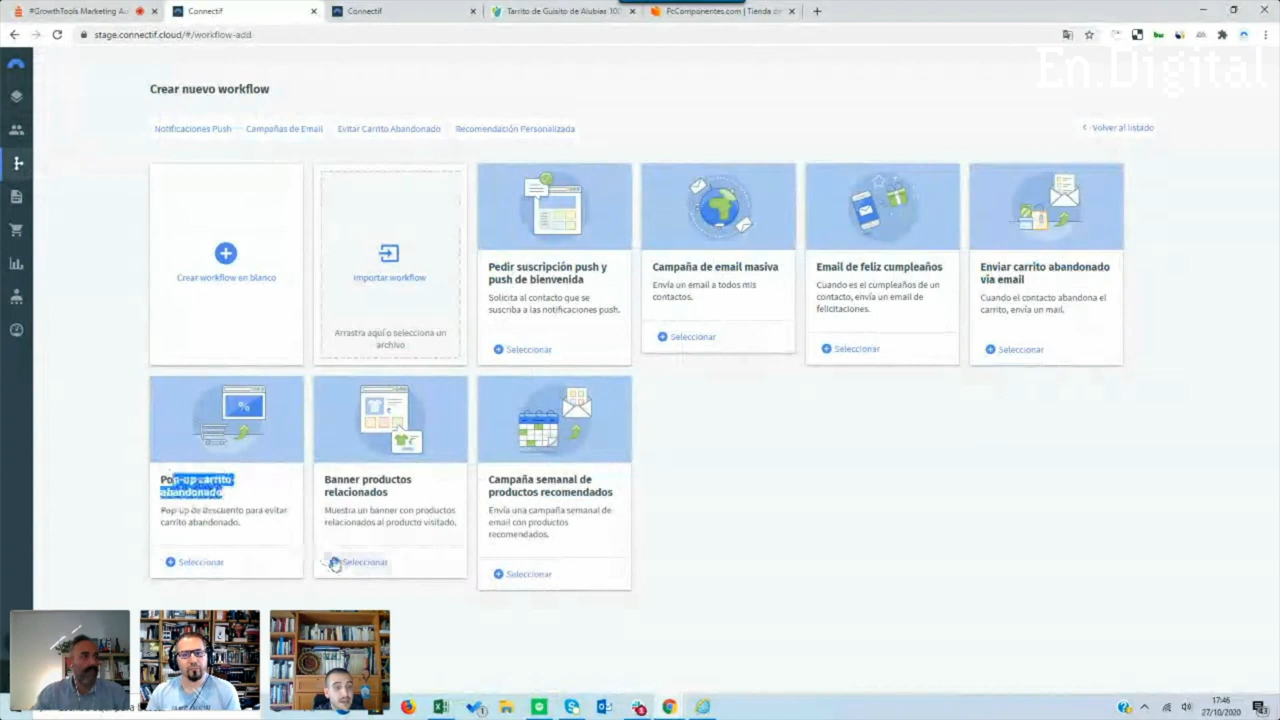 #GrowthTools Marketing Au
Connectif
Connectif
Tarrito de Guisito de Alubias 300
PcComponentes.com | Tienda d
stage.connectif.cloud/#/workflow-add
En.Digital
Crear nuevo workflow
Notificaciones Push
Campañas de Email
Evitar Carrito Abandonado
Recomendación Personalizada
Volver al listado
Crear workflow en blanco
Importar workflow
Arrastra aquí o selecciona un
archivo
Pedir suscripción push y
push de bienvenida
Solicita al contacto que se
suscriba a las notificaciones push.
Seleccionar
Campaña de email masiva
Envía un email a todos mis
contactos.
Seleccionar
Email de feliz cumpleaños
Cuando es el cumpleaños de un
contacto, envía un email de
felicitaciones.
Seleccionar
Enviar carrito abandonado
vía email
Cuando el contacto abandona el
carrito, envía un mail.
Seleccionar
%
Pop-up carrito
abandonado
Pop-up de descuento para evitar
carrito abandonado.
Seleccionar
Banner productos
relacionados
Muestra un banner con productos
relacionados al producto visitado.
Seleccionar
Campaña semanal de
productos recomendados
Envía una campaña semanal de
email con productos
recomendados.
Seleccionar
17:46
27/10/2020